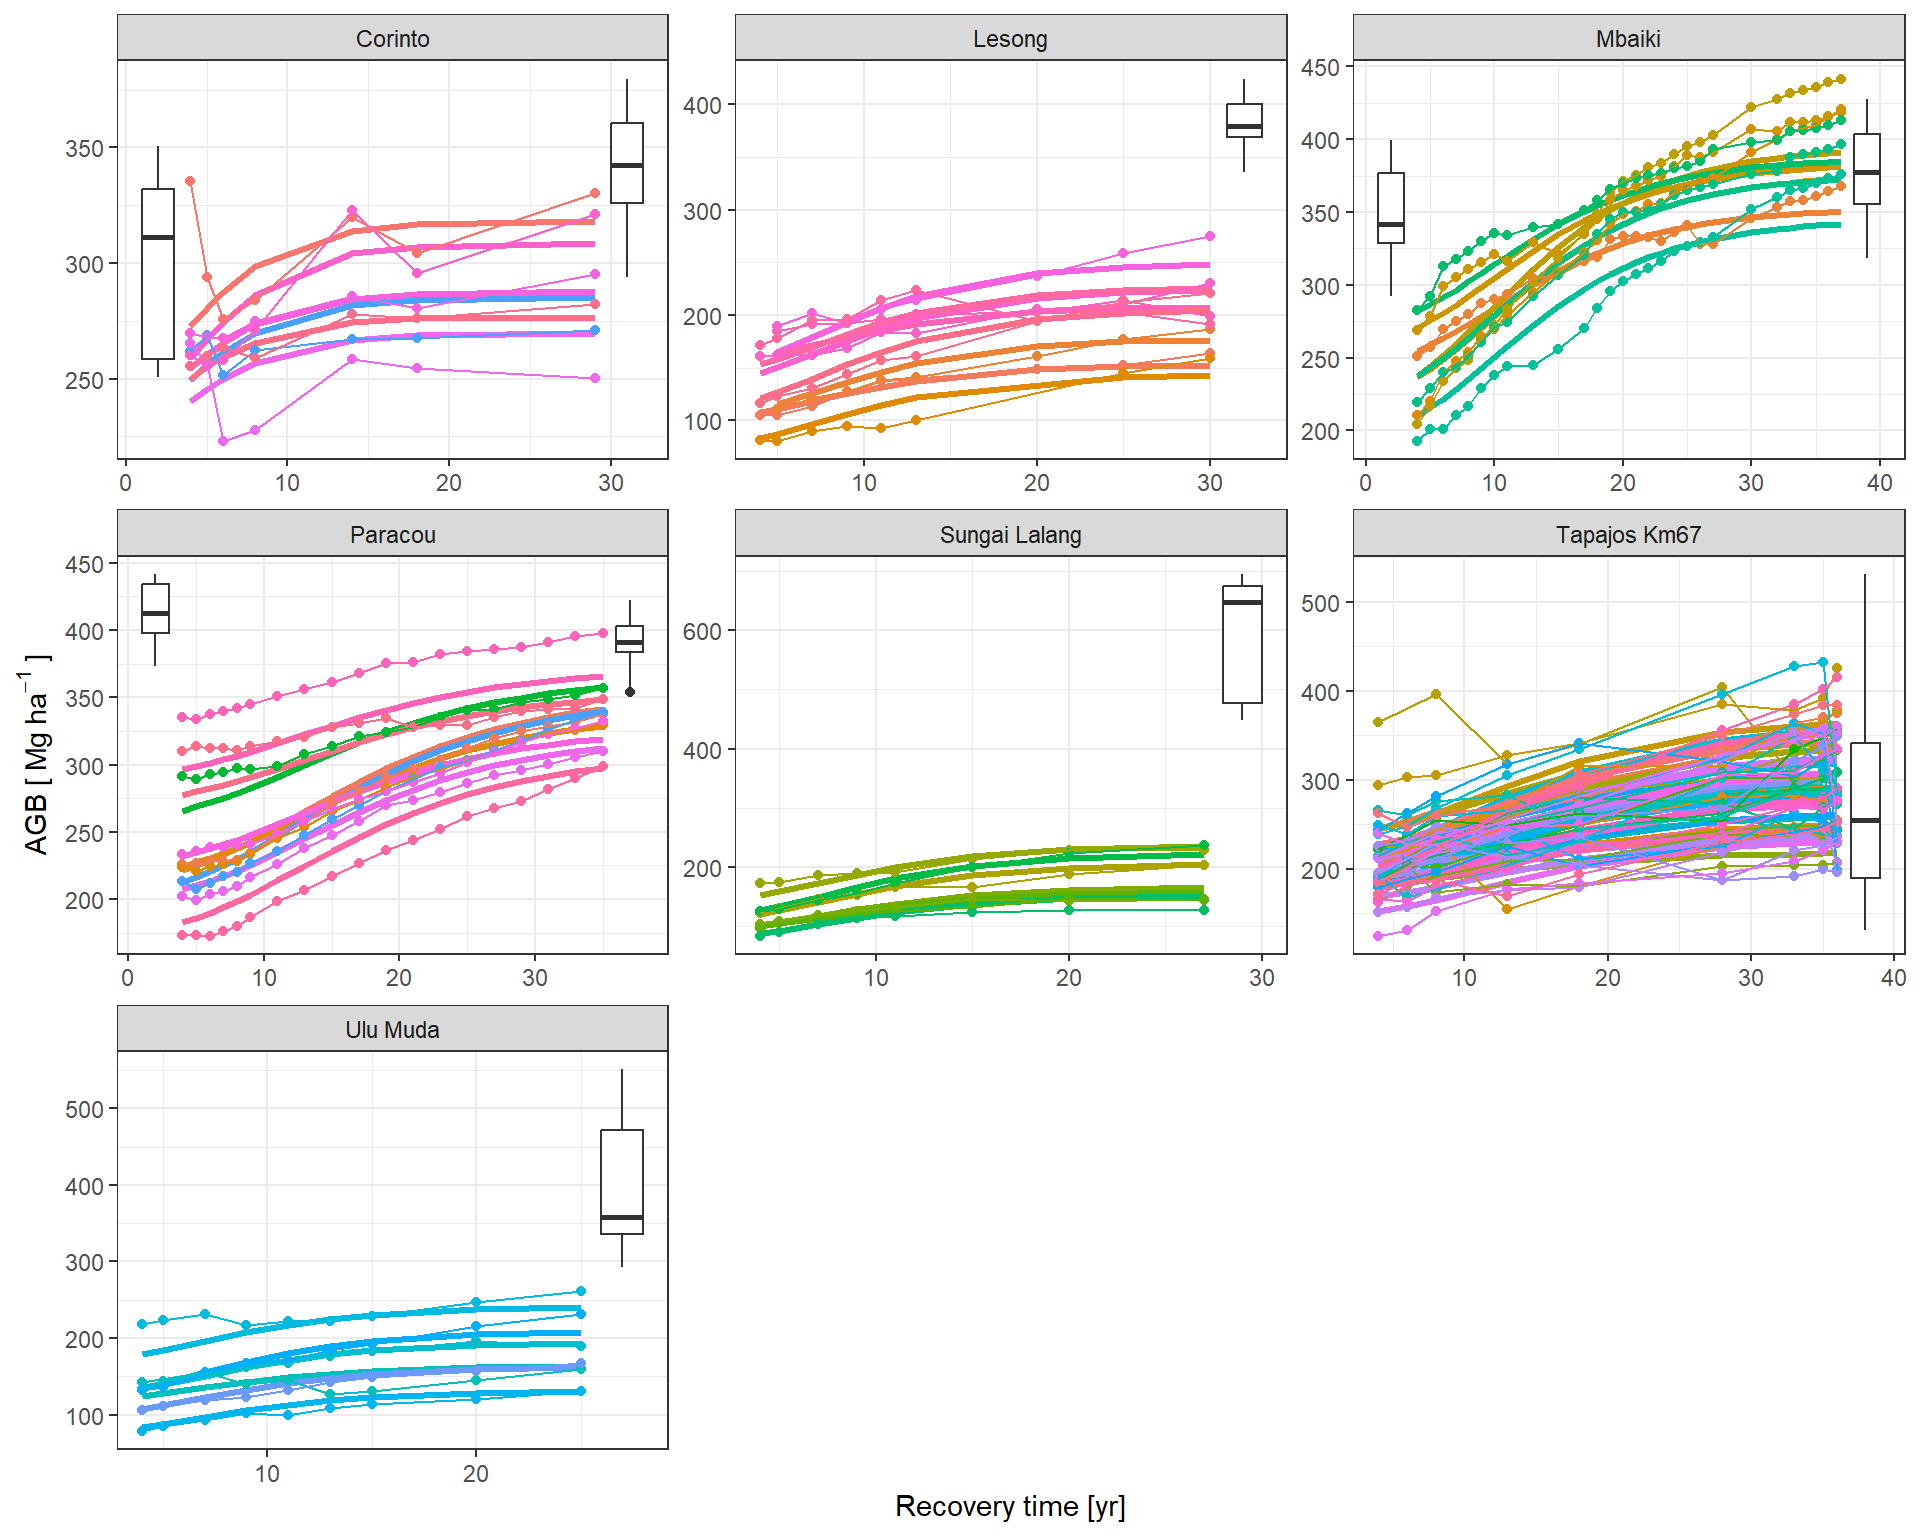 Corinto
Lesong
Mbaiki
350
300
250
0 10 20 30
400
300
200
100
10 20 30
450
400
350
300
250
200
0 10 20 30 40
Paracou
Sungai Lalang
Tapajos Km67
450
400
350
300
250
200
0 10 20 30
600
400
200
10 20 30
500
400
300
200
10 20 30 40
Ulu Muda
500
400
300
200
100
10 20
AGB [ Mg ha⁻¹ ]
Recovery time [yr]